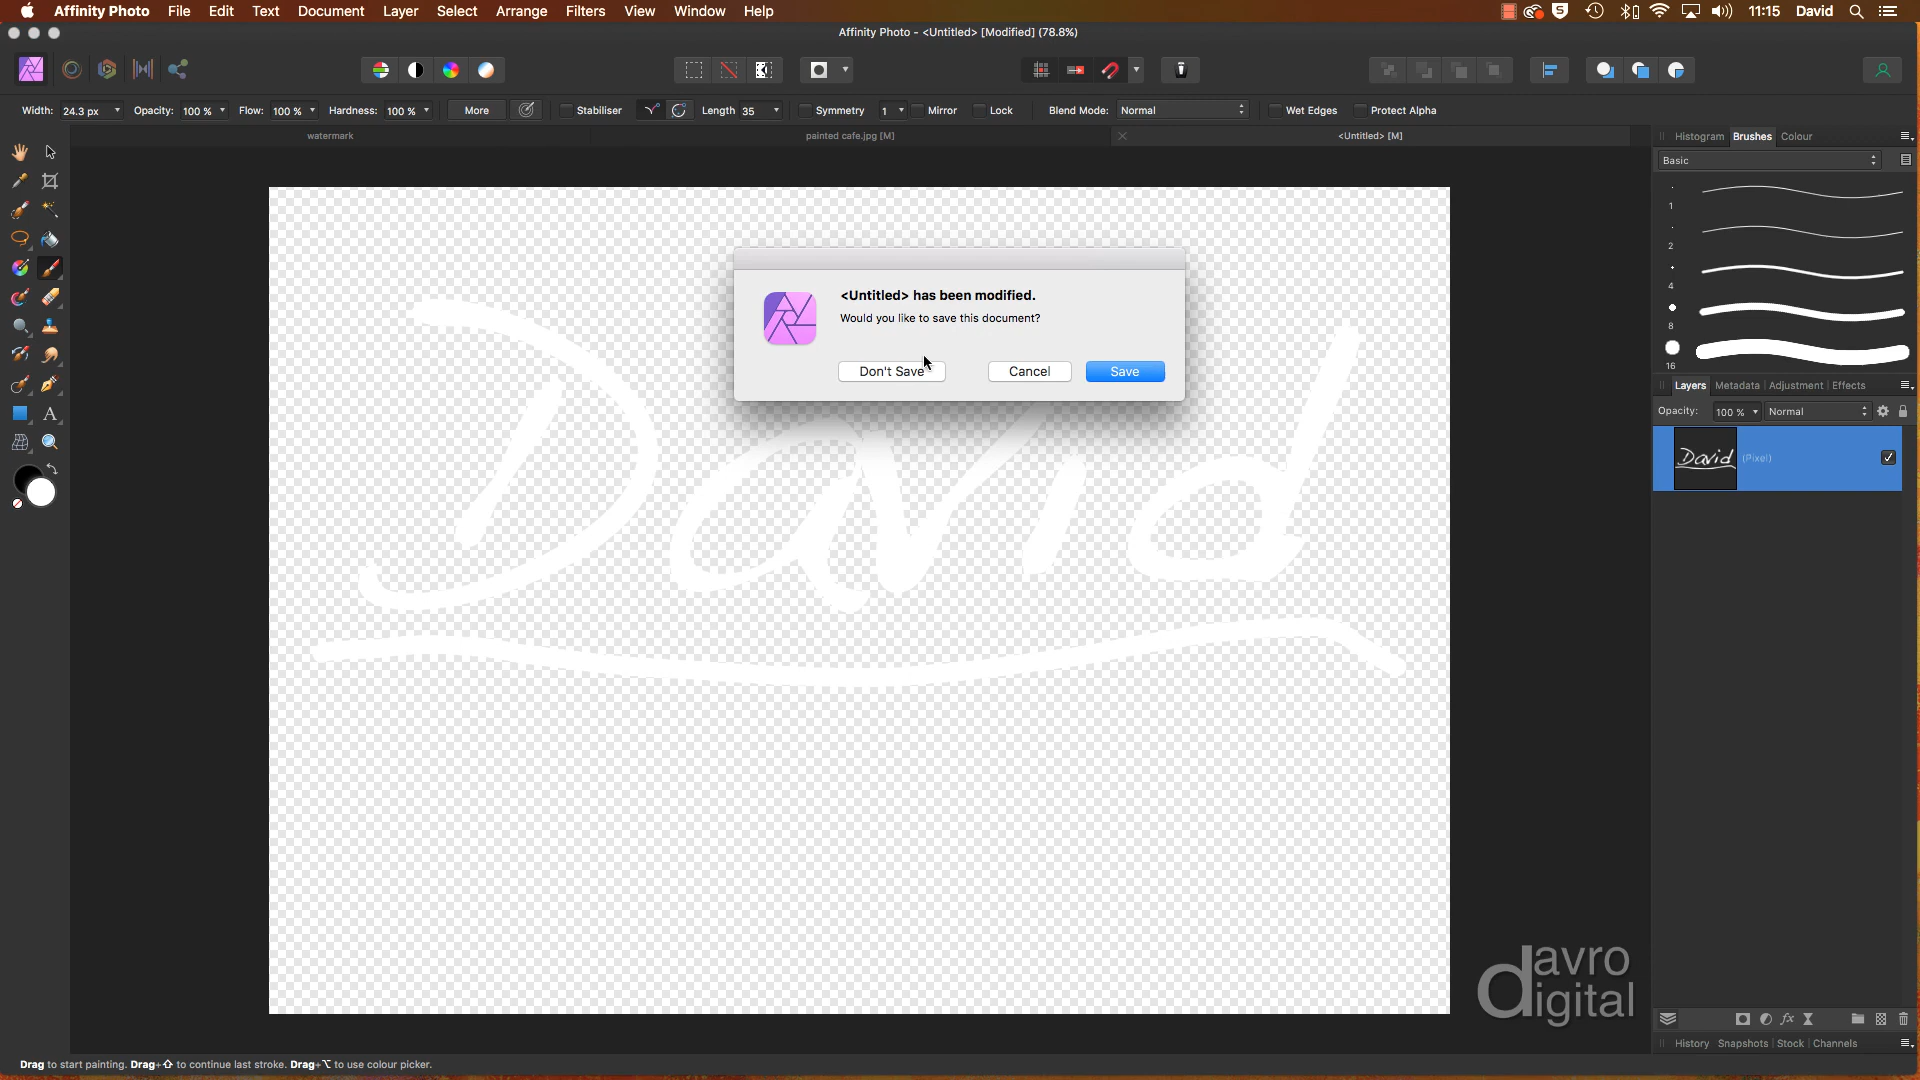 Affinity Photo File Edit Text Document Layer Select Arrange Filters View Window Help 11:15 David
Affinity Photo - <Untitled> [Modified] (78.8%)
Width: 24.3 px Opacity: 100 % Flow: 100 % Hardness: 100 % More Stabiliser Length 35 Symmetry 1 Mirror Lock Blend Mode: Normal Wet Edges Protect Alpha
watermark painted cafe.jpg [M] <Untitled> [M]
Histogram Brushes Colour
Basic
1
2
4
8
16
<Untitled> has been modified.
Would you like to save this document?
Don't Save Cancel Save
David
Layers Metadata Adjustment Effects
Opacity: 100 % Normal
David (Pixel)
davro
digital
History Snapshots Stock Channels
Drag to start painting. Drag+⇧ to continue last stroke. Drag+⌥ to use colour picker.